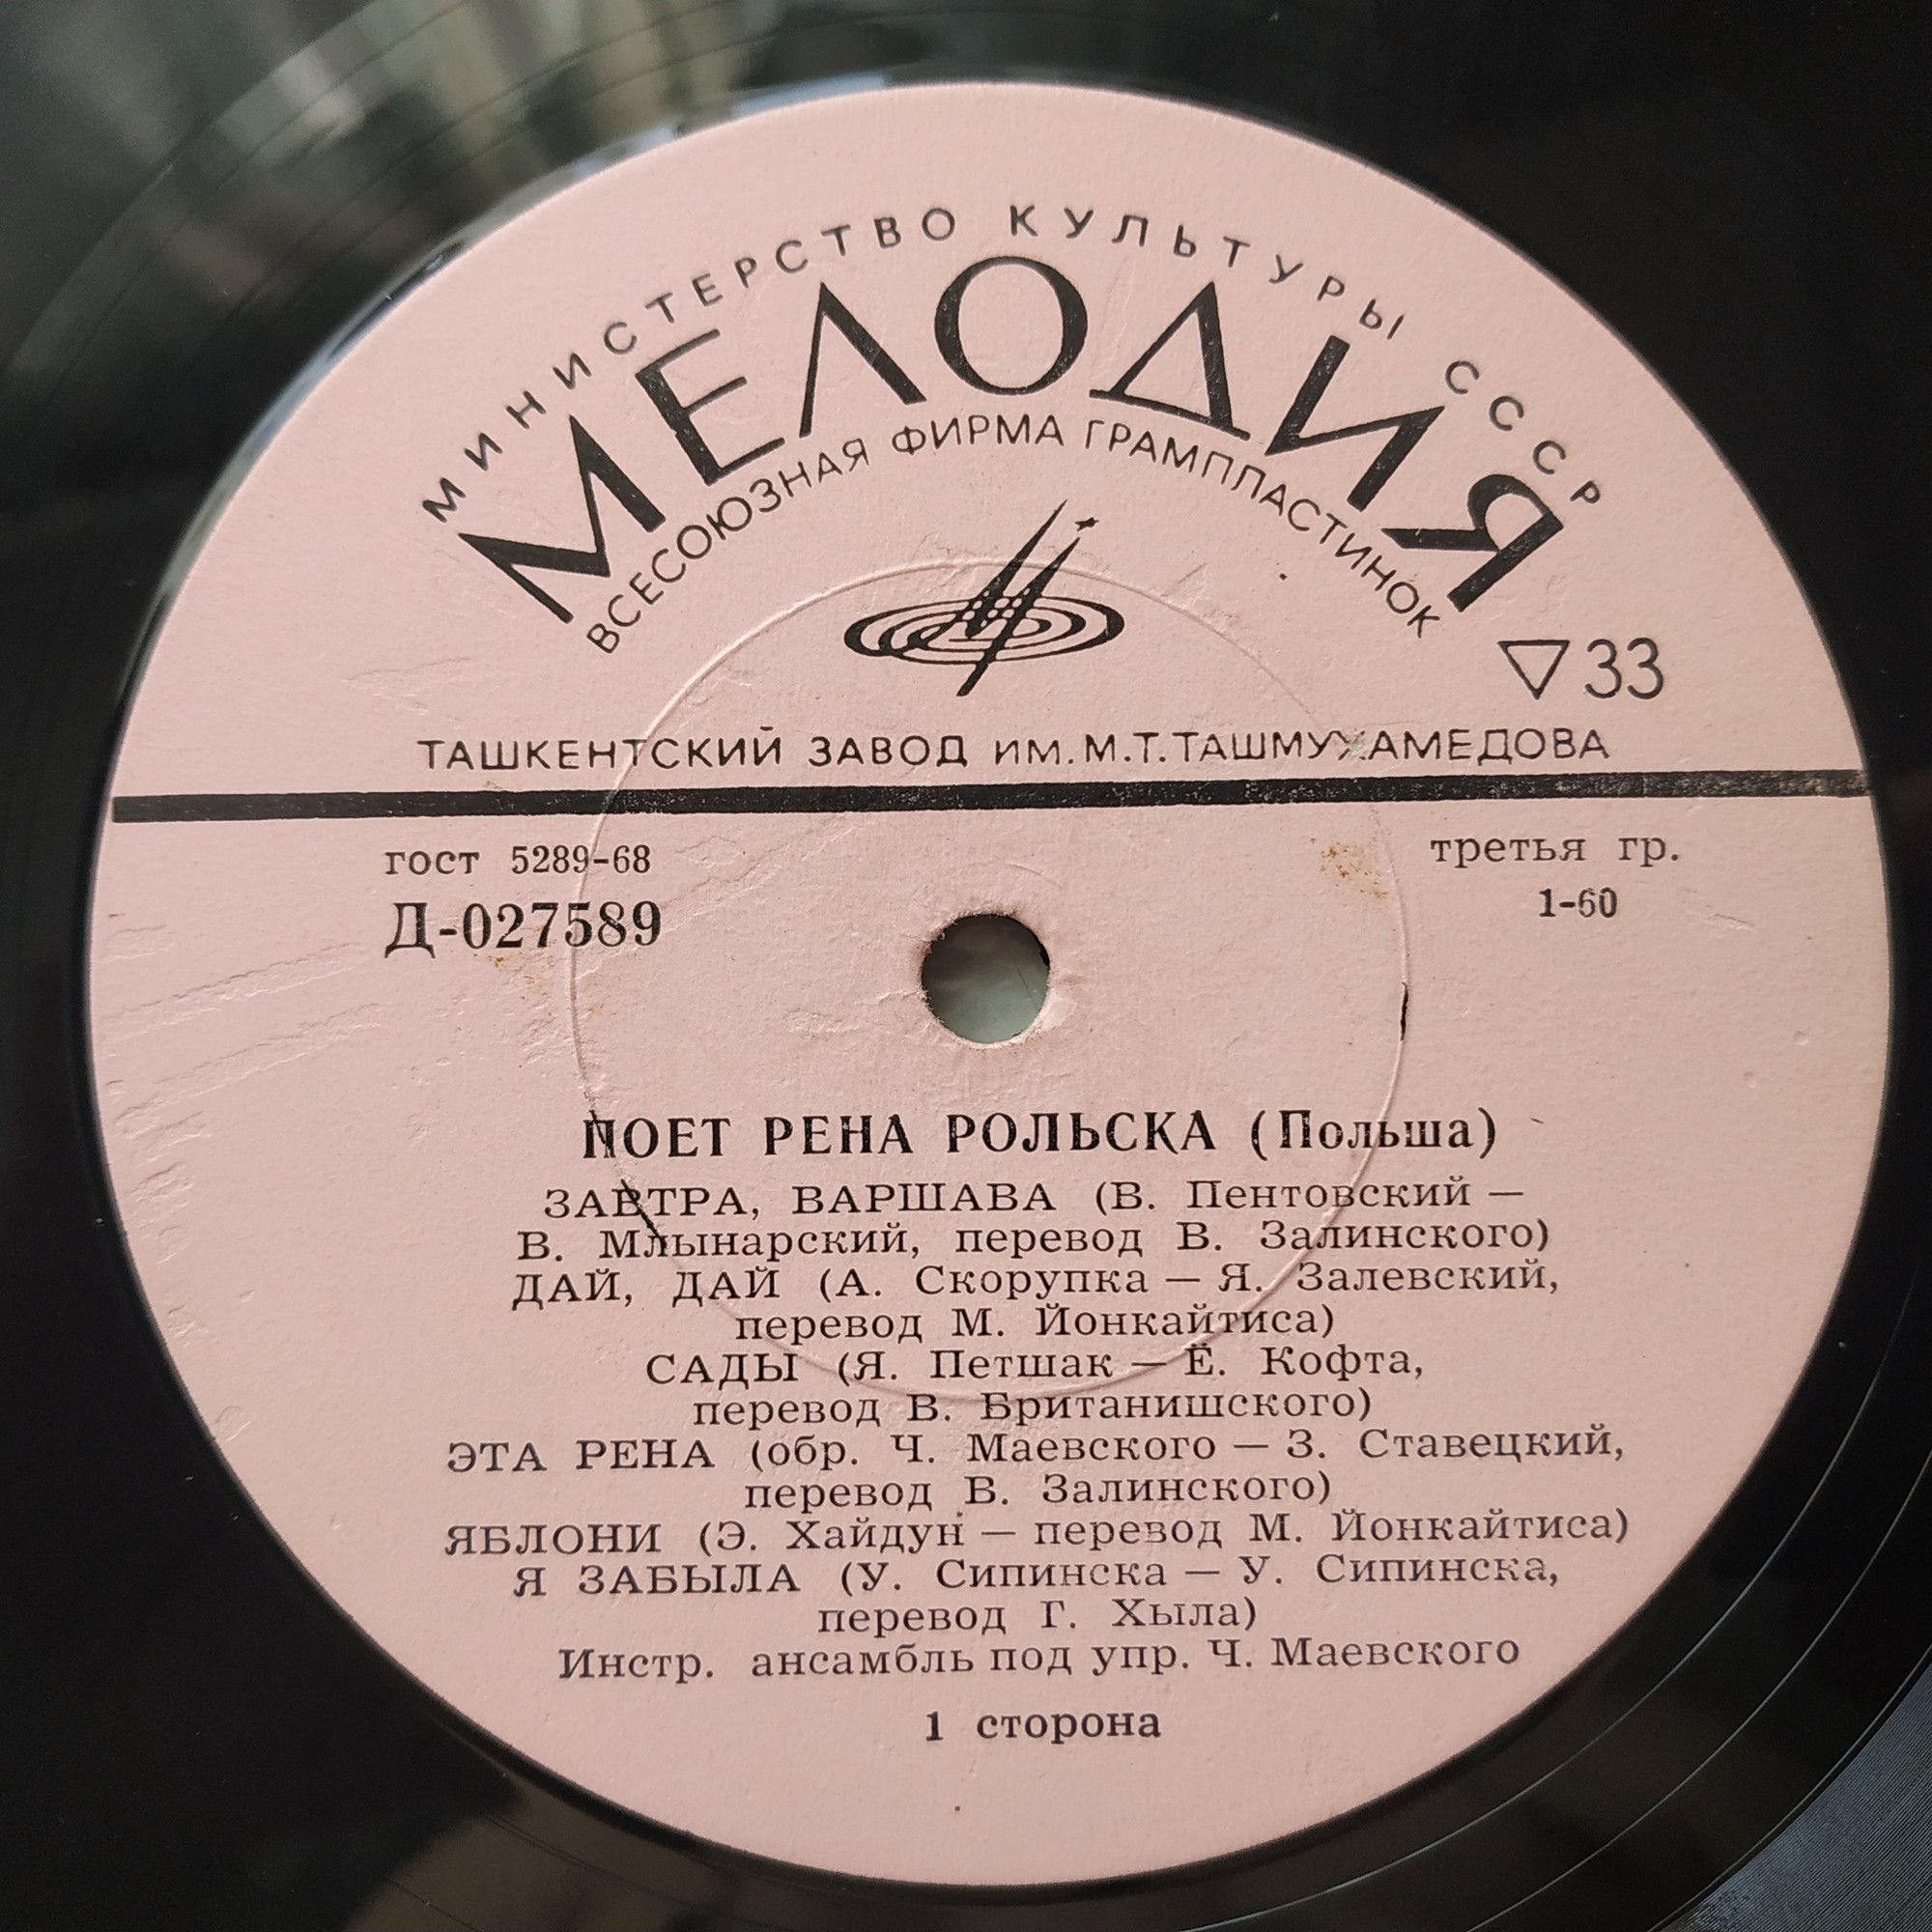 МИНИСТЕРСТВО КУЛЬТУРЫ СССР
МЕЛОДИЯ
ВСЕСОЮЗНАЯ ФИРМА ГРАМПЛАСТИНОК
▽33
ТАШКЕНТСКИЙ ЗАВОД ИМ. М.Т. ТАШМУХАМЕДОВА
гост 5289-68
третья гр.
Д-027589
1-60
ПОЕТ РЕНА РОЛЬСКА (Польша)
ЗАВТРА, ВАРШАВА (В. Пентовский —
В. Млынарский, перевод В. Залинского)
ДАЙ, ДАЙ (А. Скорупка — Я. Залевский,
перевод М. Йонкайтиса)
САДЫ (Я. Петшак — Е. Кофта,
перевод В. Британишского)
ЭТА РЕНА (обр. Ч. Маевского — З. Ставецкий,
перевод В. Залинского)
ЯБЛОНИ (Э. Хайдун — перевод М. Йонкайтиса)
Я ЗАБЫЛА (У. Сипинска — У. Сипинска,
перевод Г. Хыла)
Инстр. ансамбль под упр. Ч. Маевского
1 сторона